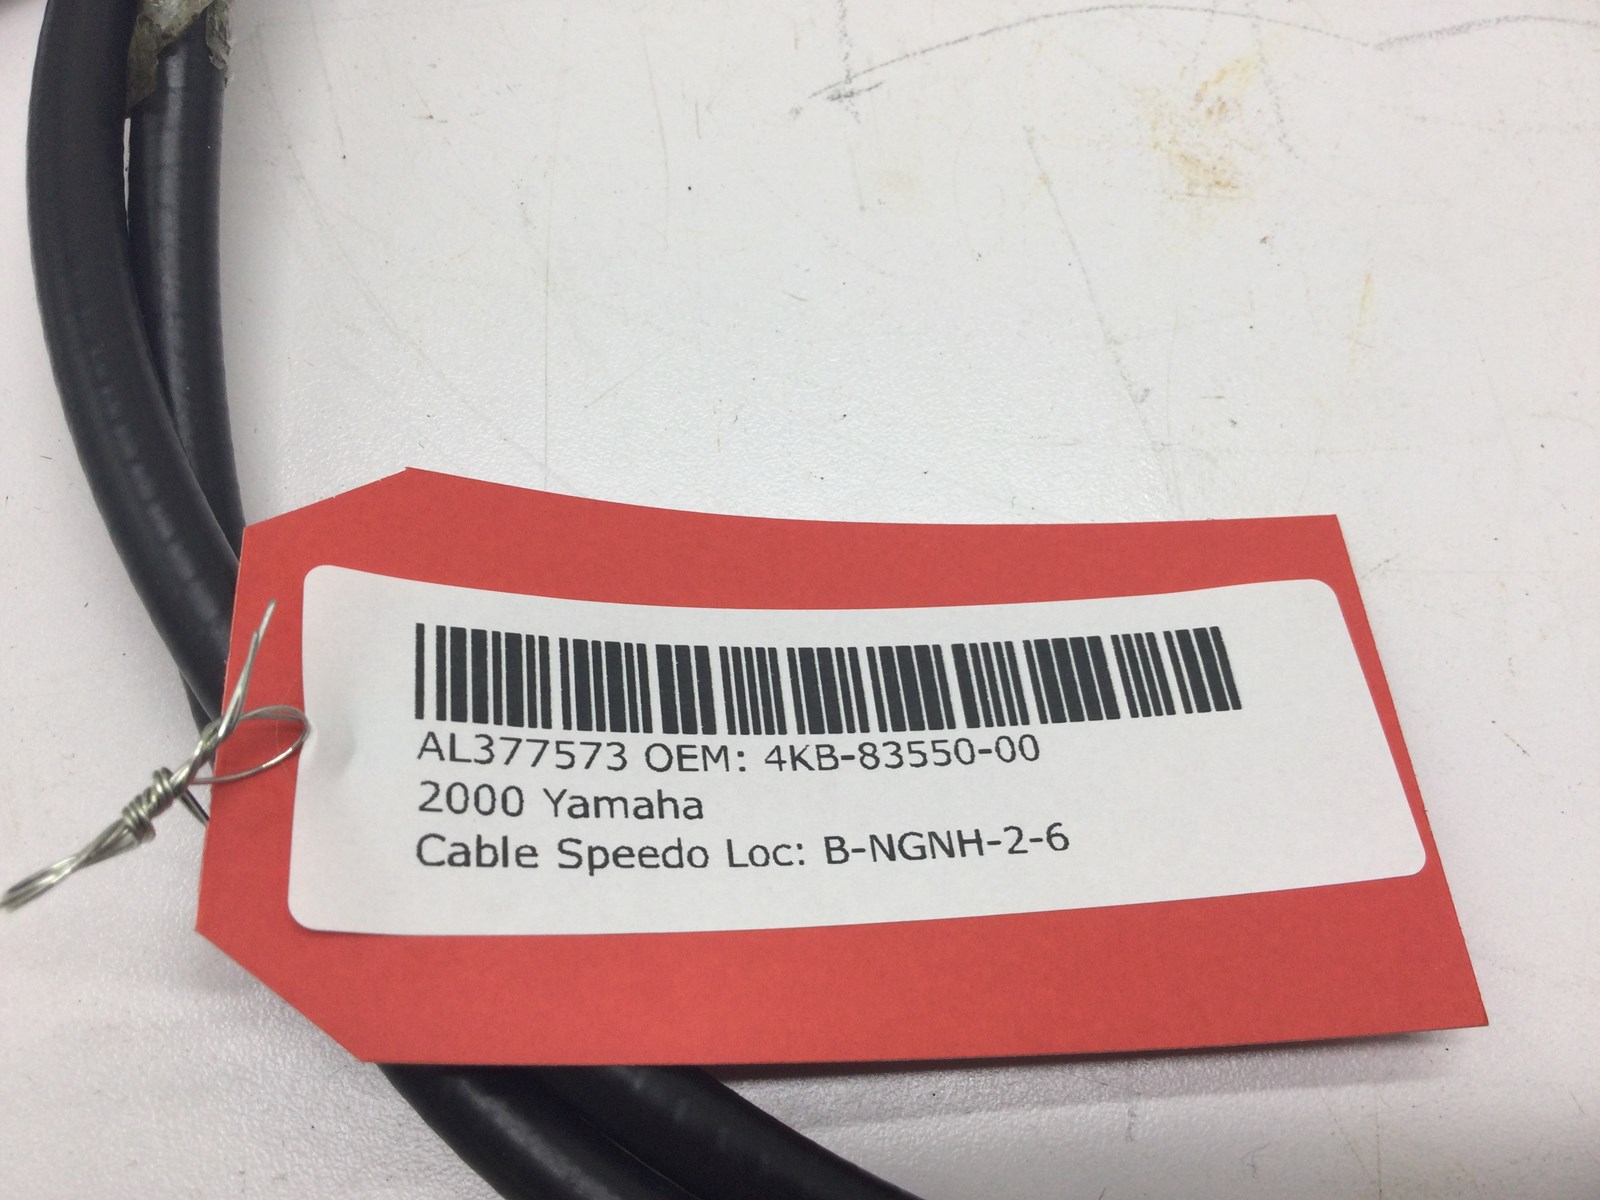 AL377573 OEM: 4KB-83550-00
2000 Yamaha
Cable Speedo Loc: B-NGNH-2-6